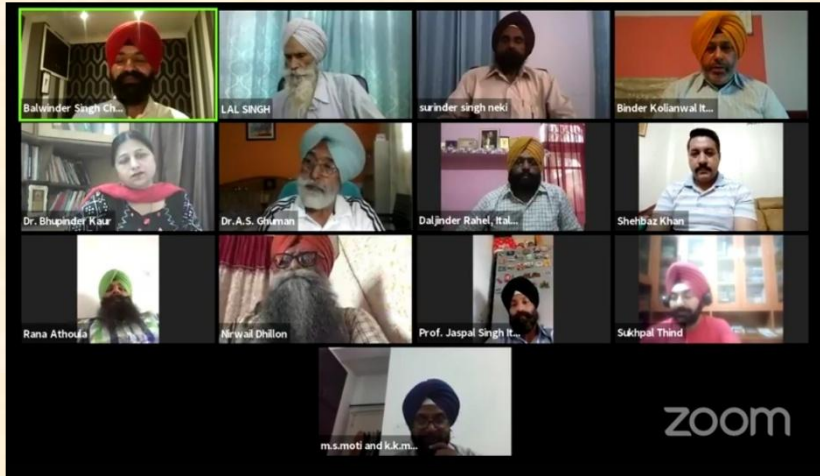 Balwinder Singh Ch...
LAL SINGH
surinder singh neki
Binder Kolianwal It...
Dr. Bhupinder Kaur
Dr.A.S. Ghuman
Daljinder Rahel, Ital...
Shehbaz Khan
Rana Athoula
Nirwail Dhillon
Prof. Jaspal Singh It...
Sukhpal Thind
m.s.moti and k.k.m...
zoom